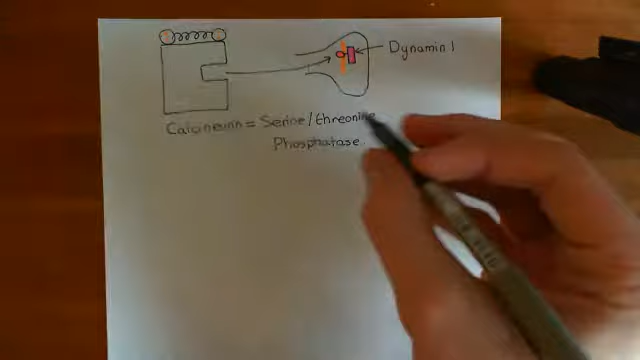 Dynamin 1
Calcineurin = Serine/threonine
Phosphatase